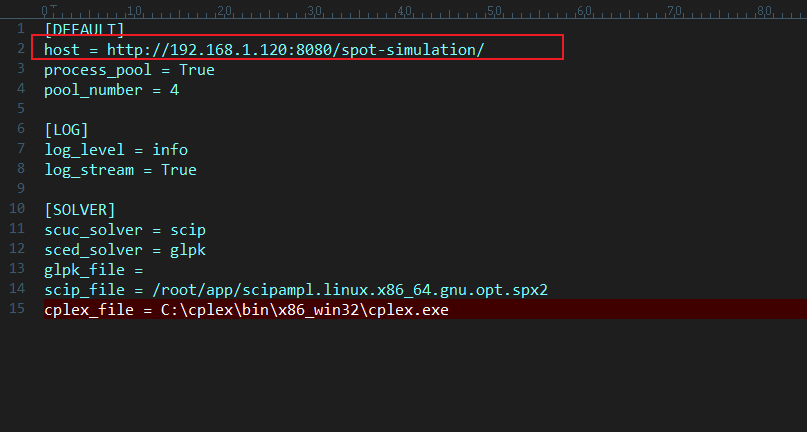 0 10 20 30 40 50 60 70 80
1 [DEFAULT]
2 host = http://192.168.1.120:8080/spot-simulation/
3 process_pool = True
4 pool_number = 4
5
6 [LOG]
7 log_level = info
8 log_stream = True
9
10 [SOLVER]
11 scuc_solver = scip
12 sced_solver = glpk
13 glpk_file =
14 scip_file = /root/app/scipampl.linux.x86_64.gnu.opt.spx2
15 cplex_file = C:\cplex\bin\x86_win32\cplex.exe